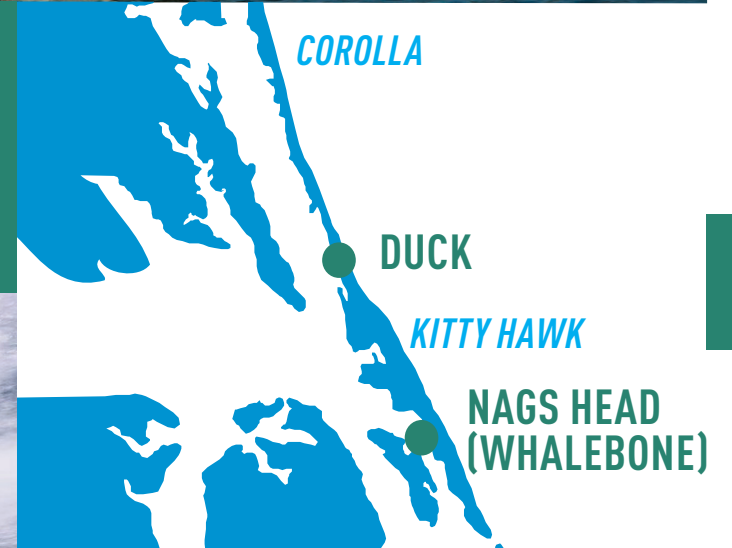 COROLLA
DUCK
KITTY HAWK
NAGS HEAD
(WHALEBONE)